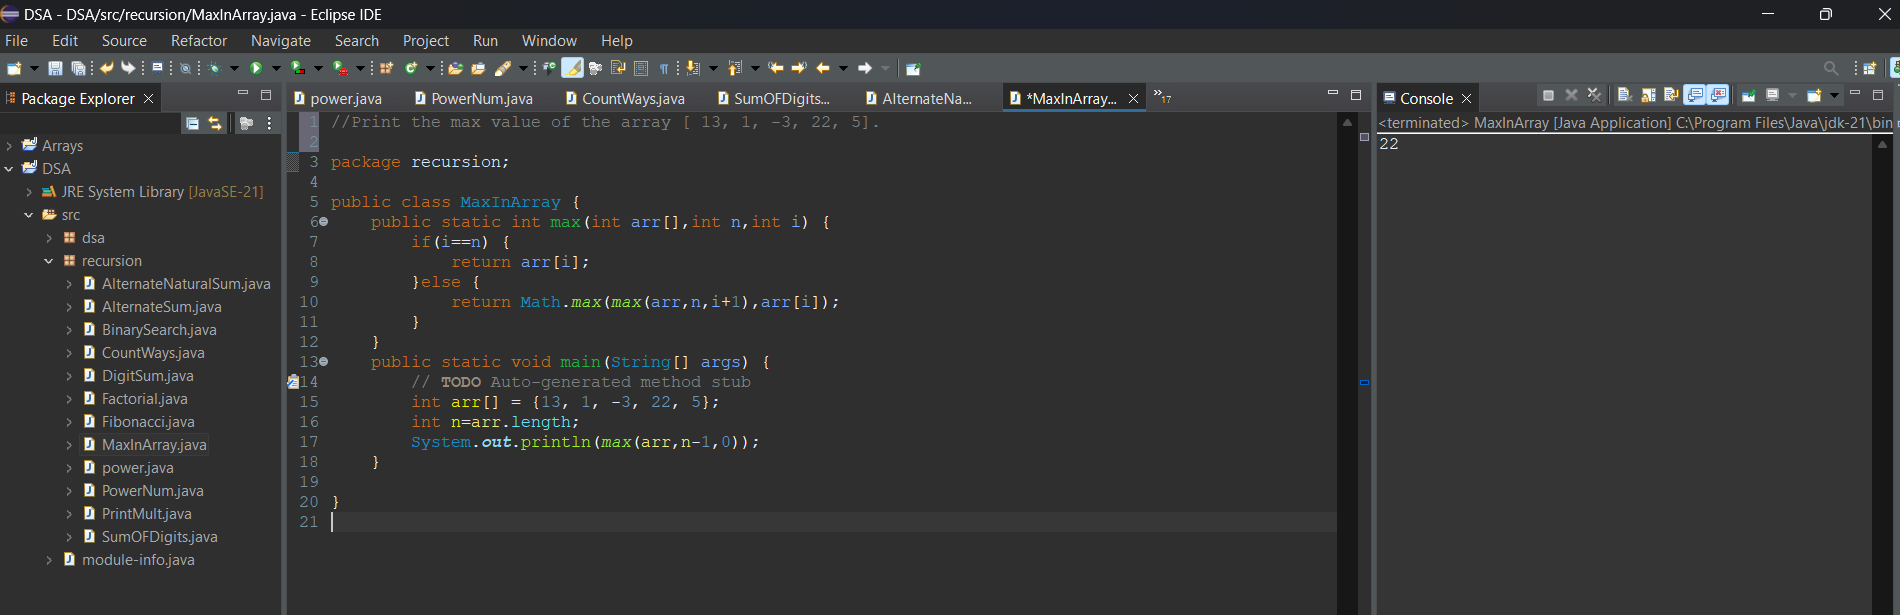 DSA - DSA/src/recursion/MaxInArray.java - Eclipse IDE
File Edit Source Refactor Navigate Search Project Run Window Help
Package Explorer
Arrays
DSA
JRE System Library [JavaSE-21]
src
dsa
recursion
AlternateNaturalSum.java
AlternateSum.java
BinarySearch.java
CountWays.java
DigitSum.java
Factorial.java
Fibonacci.java
MaxInArray.java
power.java
PowerNum.java
PrintMult.java
SumOFDigits.java
module-info.java
power.java PowerNum.java CountWays.java SumOFDigits... AlternateNa... *MaxInArray... »17
1 //Print the max value of the array [ 13, 1, -3, 22, 5].
2
3 package recursion;
4
5 public class MaxInArray {
6 public static int max(int arr[],int n,int i) {
7 if(i==n) {
8 return arr[i];
9 }else {
10 return Math.max(max(arr,n,i+1),arr[i]);
11 }
12 }
13 public static void main(String[] args) {
14 // TODO Auto-generated method stub
15 int arr[] = {13, 1, -3, 22, 5};
16 int n=arr.length;
17 System.out.println(max(arr,n-1,0));
18 }
19
20 }
21
Console
<terminated> MaxInArray [Java Application] C:\Program Files\Java\jdk-21\bin
22